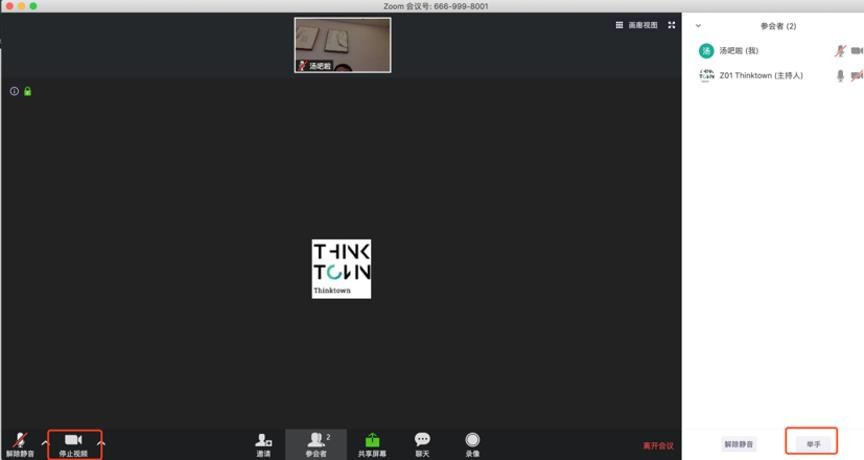 Zoom 会议号: 666-999-8001
画廊视图
汤吧啦
参会者 (2)
汤
汤吧啦 (我)
THINK
TOWN
Z01 Thinktown (主持人)
THINK
TOWN
Thinktown
解除静音
停止视频
邀请
2
参会者
共享屏幕
聊天
录像
离开会议
解除静音
举手